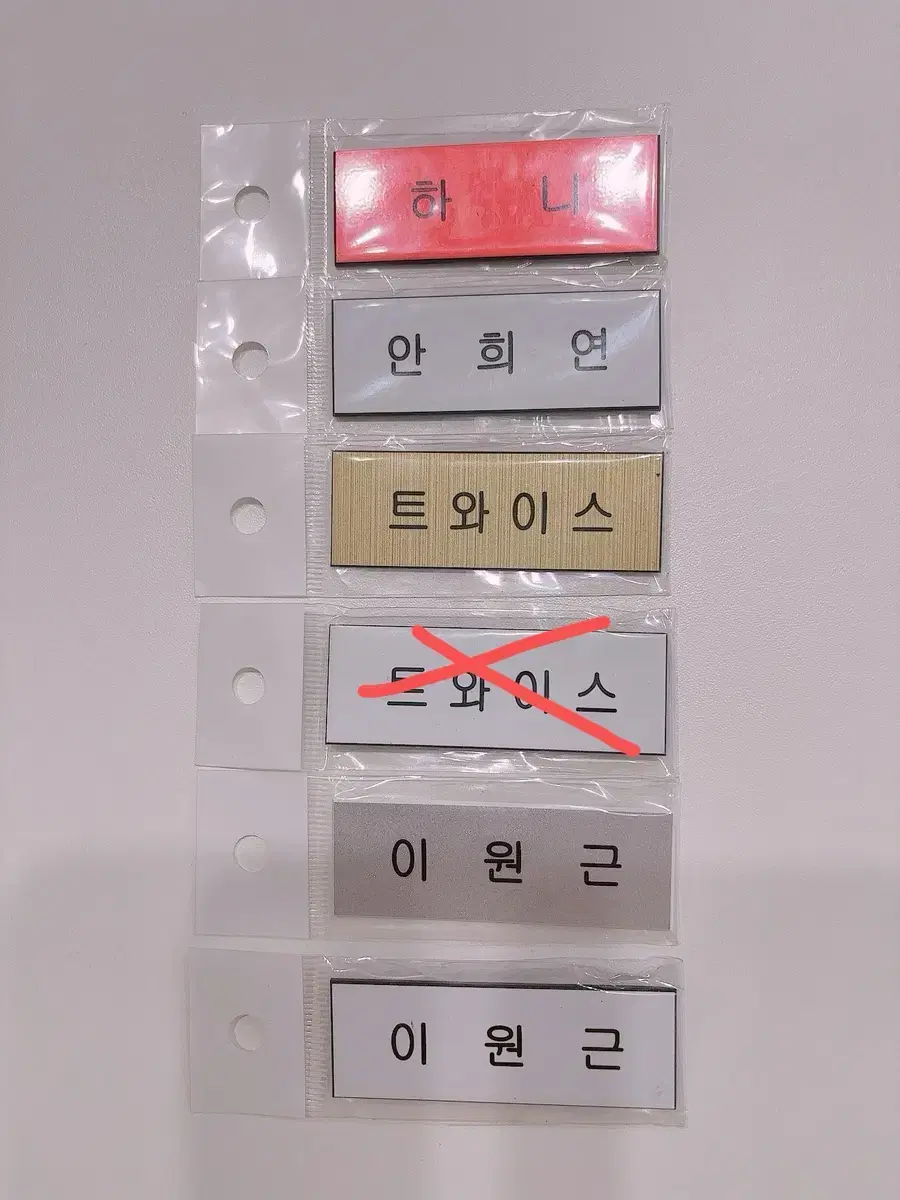 하 니
안 희 연
트와이스
트와이스
이 원 근
이 원 근